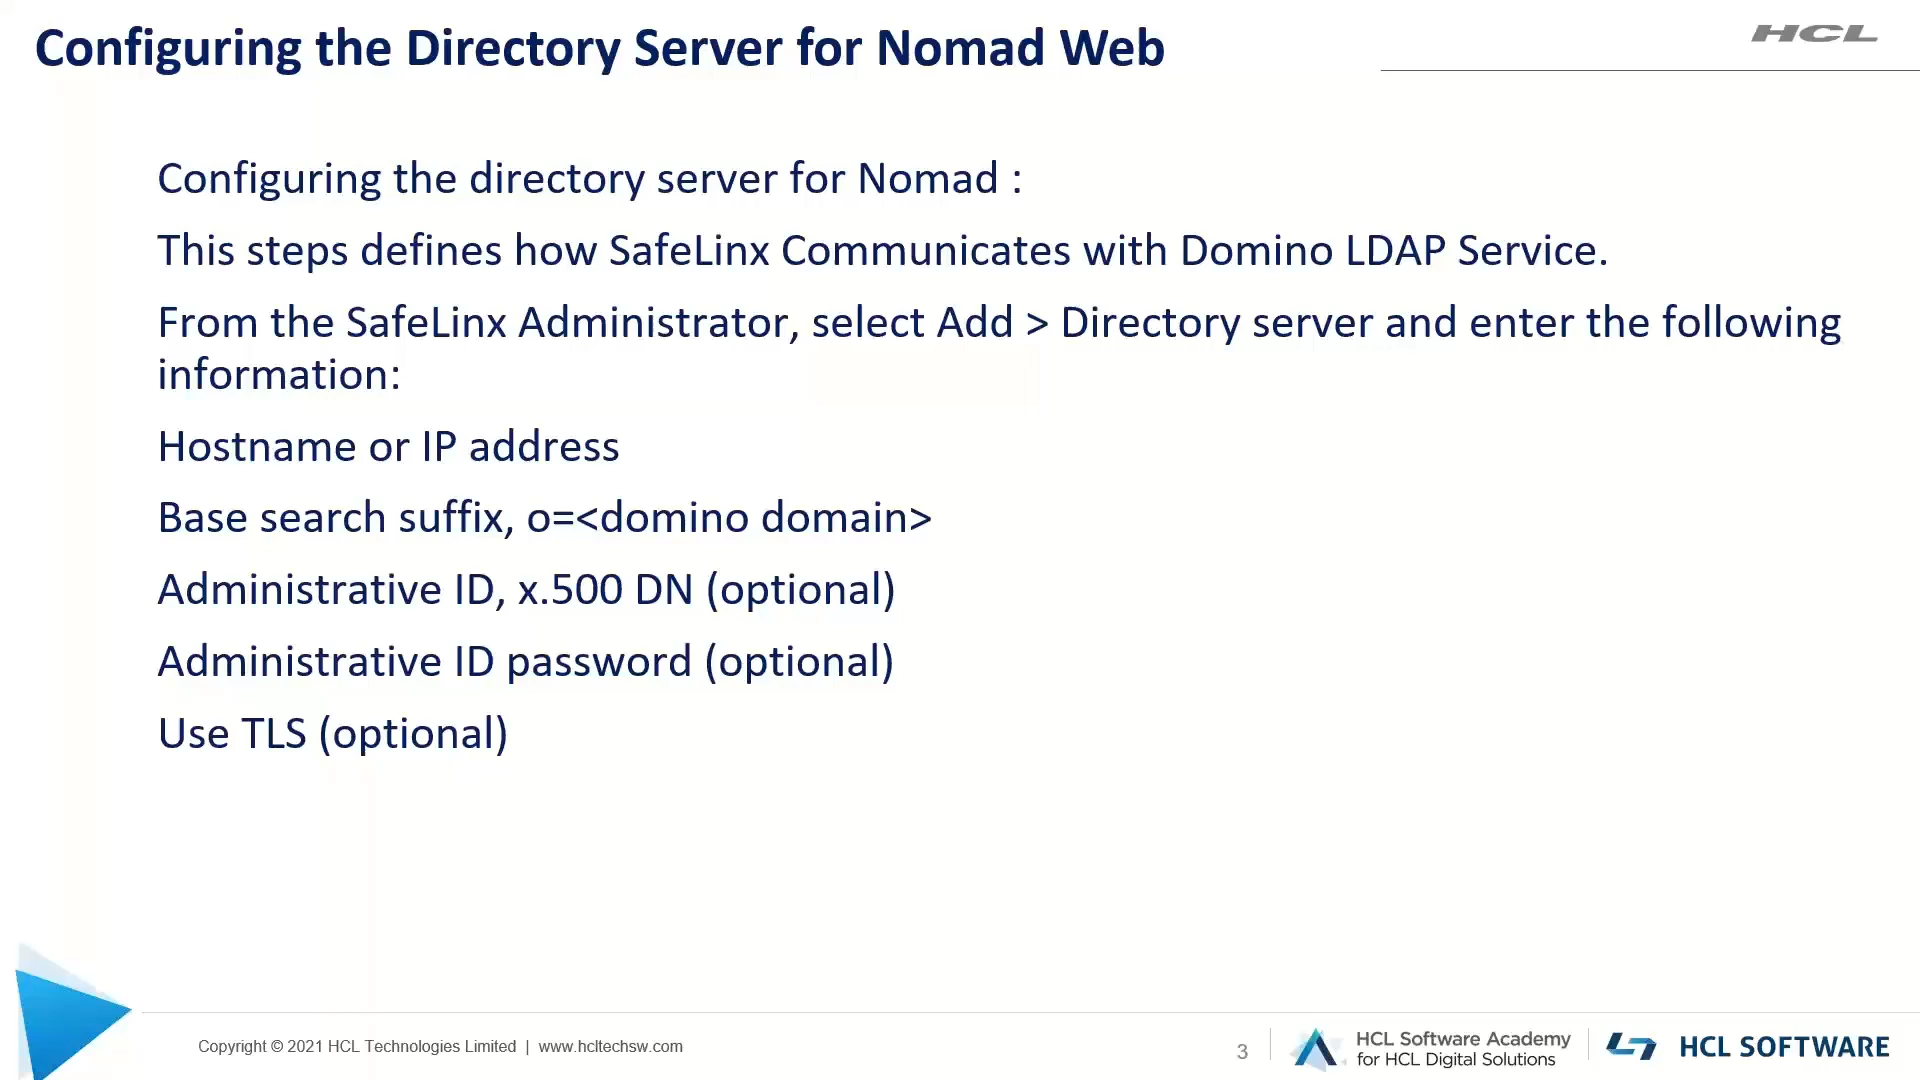 Configuring the Directory Server for Nomad Web
HCL
Configuring the directory server for Nomad :
This steps defines how SafeLinx Communicates with Domino LDAP Service.
From the SafeLinx Administrator, select Add > Directory server and enter the following
information:
Hostname or IP address
Base search suffix, o=<domino domain>
Administrative ID, x.500 DN (optional)
Administrative ID password (optional)
Use TLS (optional)
Copyright © 2021 HCL Technologies Limited | www.hcltechsw.com
3
HCL Software Academy
for HCL Digital Solutions
HCL SOFTWARE